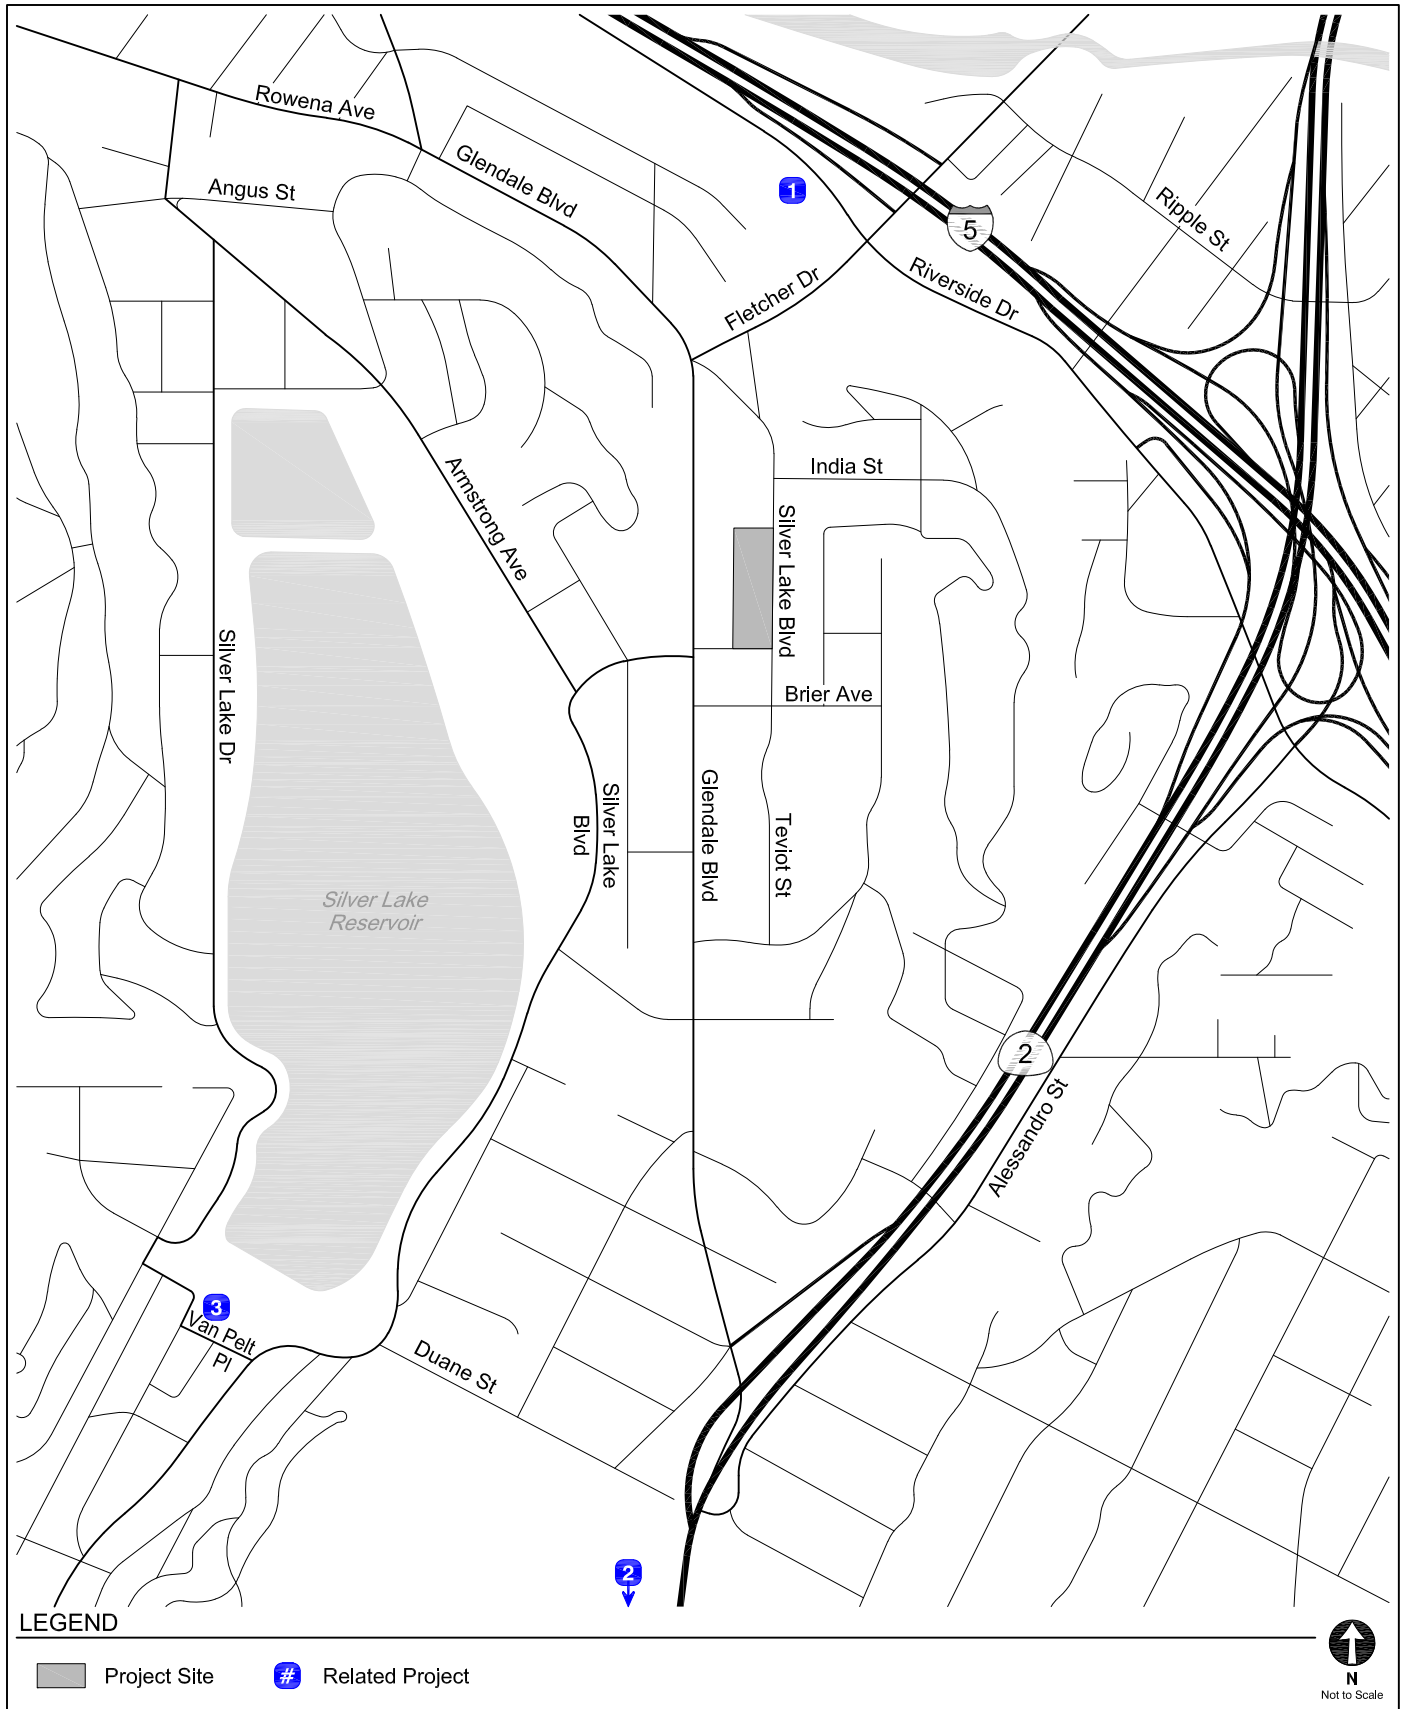 Rowena Ave
Glendale Blvd
Angus St
1
5
Ripple St
Fletcher Dr
Riverside Dr
Armstrong Ave
India St
Silver Lake Blvd
Silver Lake Dr
Brier Ave
Silver Lake
Blvd
Glendale Blvd
Teviot St
Silver Lake
Reservoir
2
Alessandro St
3
Van Pelt
Pl
Duane St
2
LEGEND
Project Site
# Related Project
N
Not to Scale